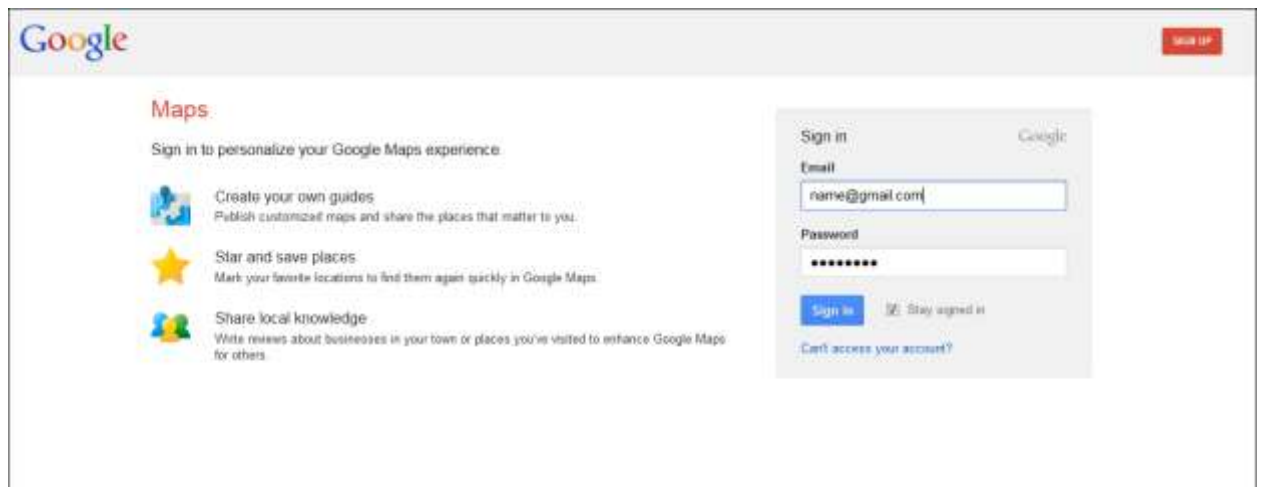 Google
SIGN UP
Maps
Sign in to personalize your Google Maps experience
Create your own guides
Publish customized maps and share the places that matter to you.
Star and save places
Mark your favorite locations to find them again quickly in Google Maps
Share local knowledge
Write reviews about businesses in your town or places you've visited to enhance Google Maps
for others
Sign in Google
Email
name@gmail.com
Password
••••••••
Sign in Stay signed in
Can't access your account?